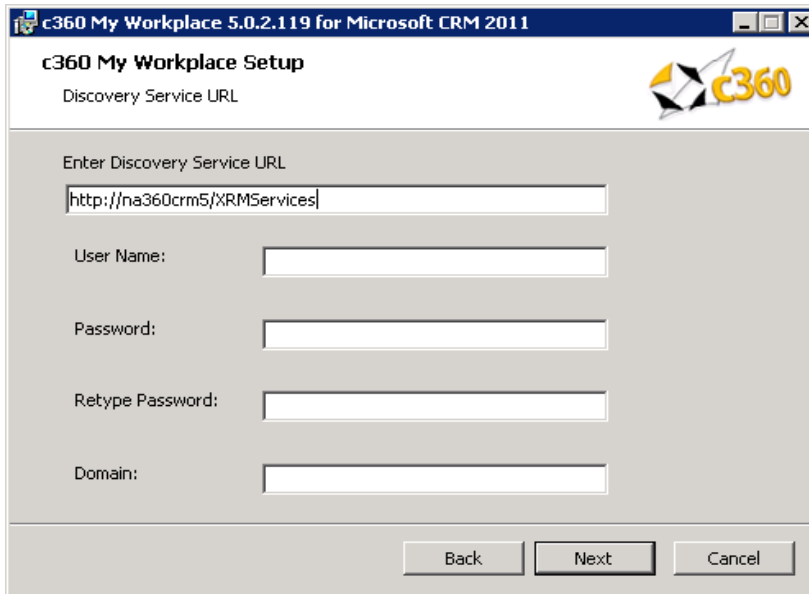 c360 My Workplace 5.0.2.119 for Microsoft CRM 2011
c360 My Workplace Setup
Discovery Service URL
c360
Enter Discovery Service URL
http://na360crm5/XRMServices
User Name:
Password:
Retype Password:
Domain:
Back Next Cancel